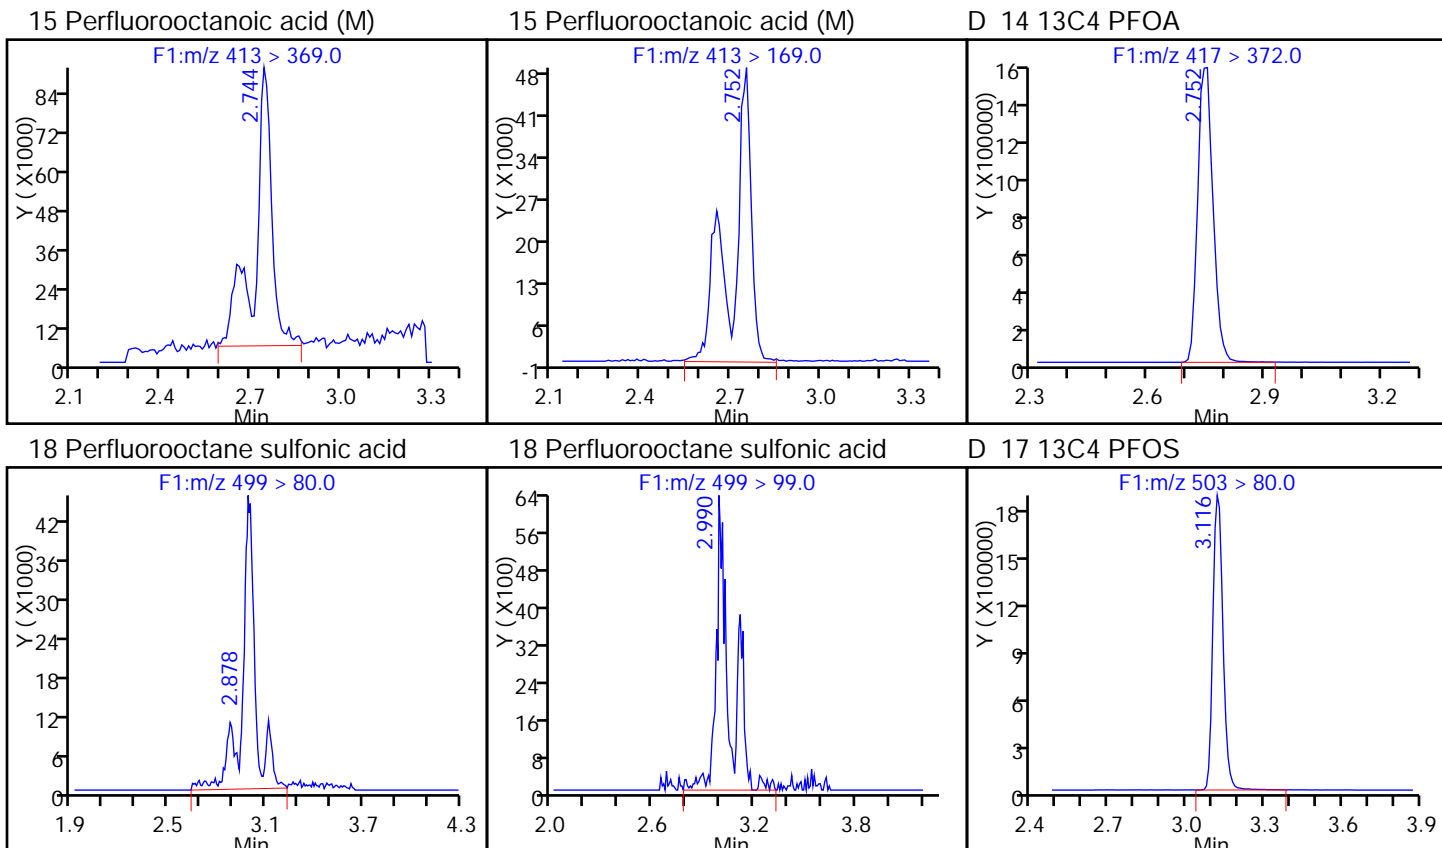 15 Perfluorooctanoic acid (M)
F1:m/z 413 > 369.0
2.744
Y ( X1000)
84
72
60
48
36
24
12
0
2.1 2.4 2.7 3.0 3.3
Min
15 Perfluorooctanoic acid (M)
F1:m/z 413 > 169.0
2.752
Y ( X1000)
48
41
34
27
20
13
6
-1
2.1 2.4 2.7 3.0 3.3
Min
D 14 13C4 PFOA
F1:m/z 417 > 372.0
2.752
Y ( X100000)
16
14
12
10
8
6
4
2
0
2.3 2.6 2.9 3.2
Min
18 Perfluorooctane sulfonic acid
F1:m/z 499 > 80.0
2.878
Y ( X1000)
42
36
30
24
18
12
6
0
1.9 2.5 3.1 3.7 4.3
Min
18 Perfluorooctane sulfonic acid
F1:m/z 499 > 99.0
2.990
Y ( X100)
64
56
48
40
32
24
16
8
0
2.0 2.6 3.2 3.8
Min
D 17 13C4 PFOS
F1:m/z 503 > 80.0
3.116
Y ( X100000)
18
15
12
9
6
3
0
2.4 2.7 3.0 3.3 3.6 3.9
Min